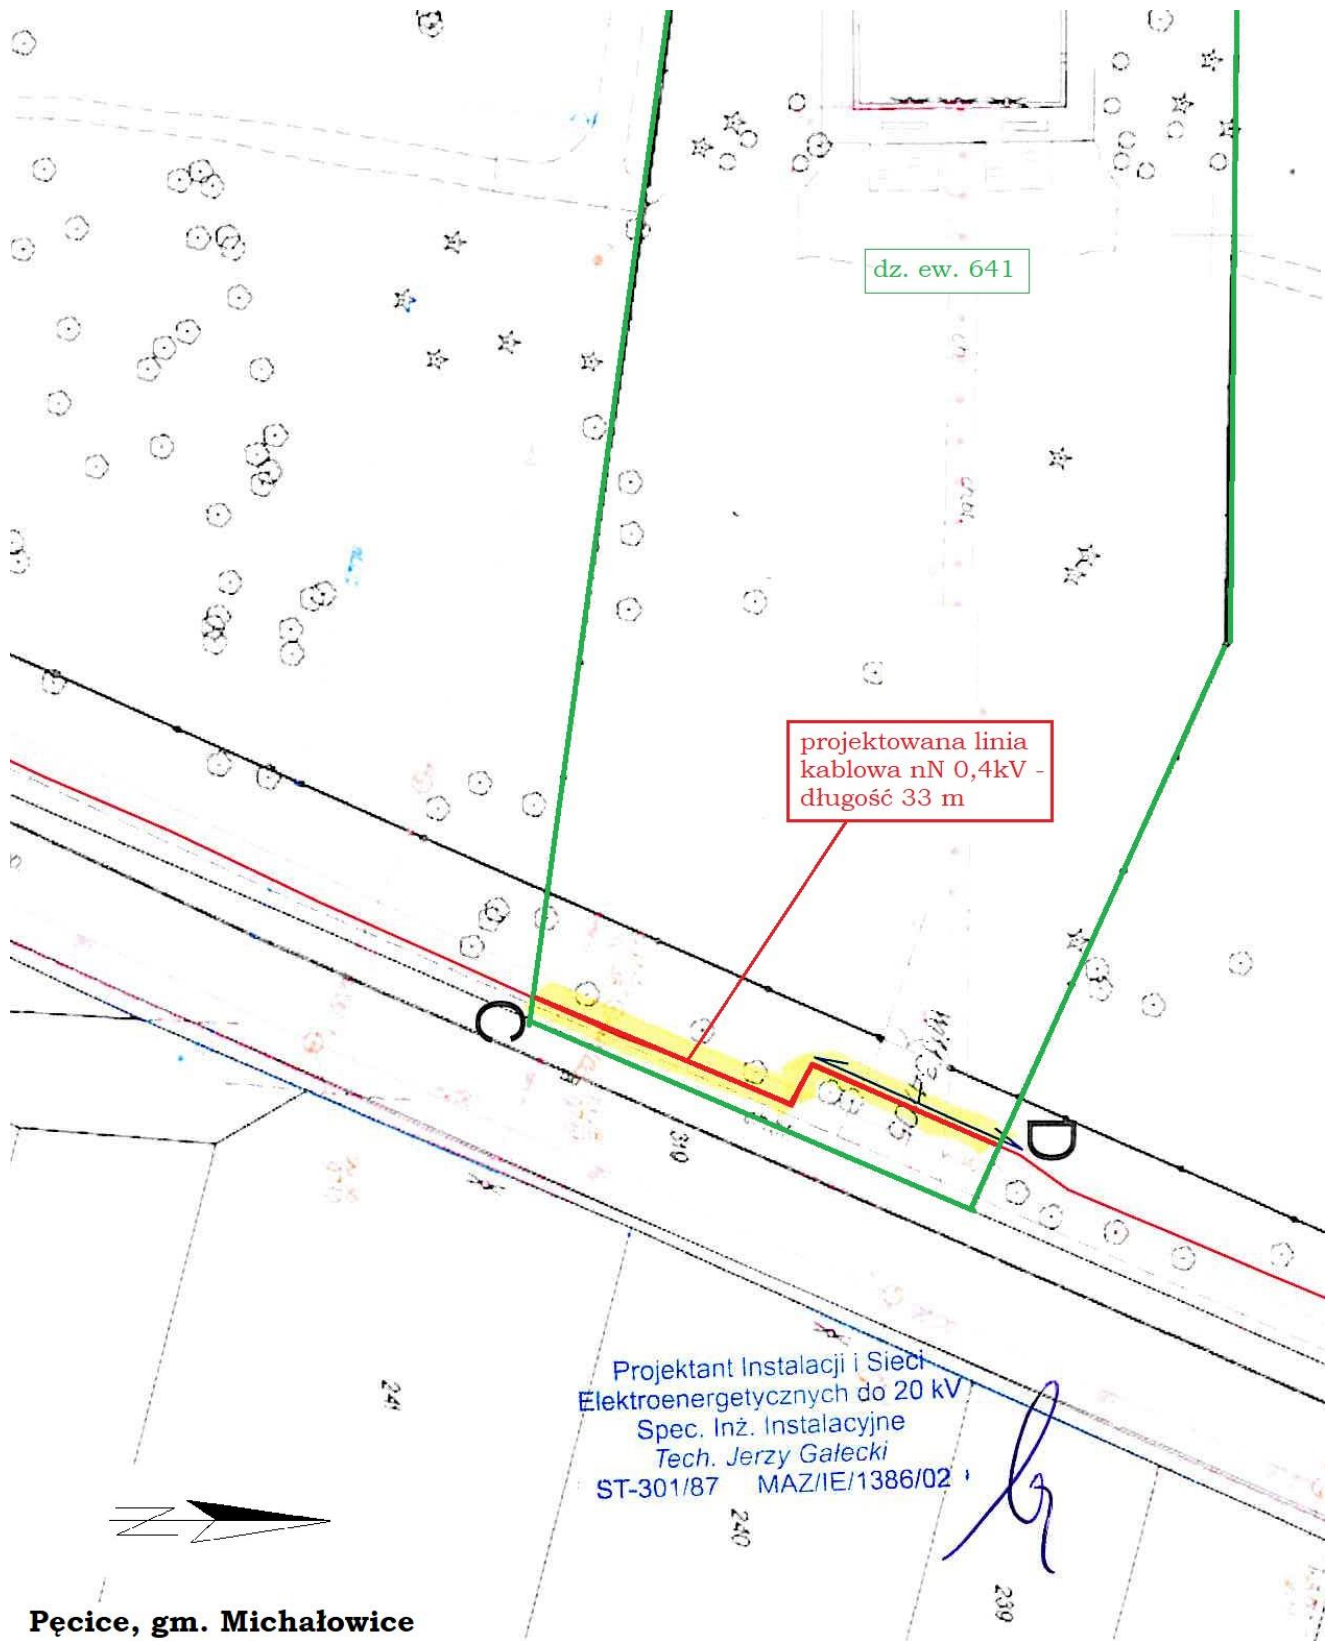 dz. ew. 641
projektowana linia
kablowa nN 0,4kV -
długość 33 m
C
D
310
Projektant Instalacji i Sieci
Elektroenergetycznych do 20 kV
Spec. Inż. Instalacyjne
Tech. Jerzy Gałecki
ST-301/87 MAZ/IE/1386/02
241
240
239
N
Pęcice, gm. Michałowice